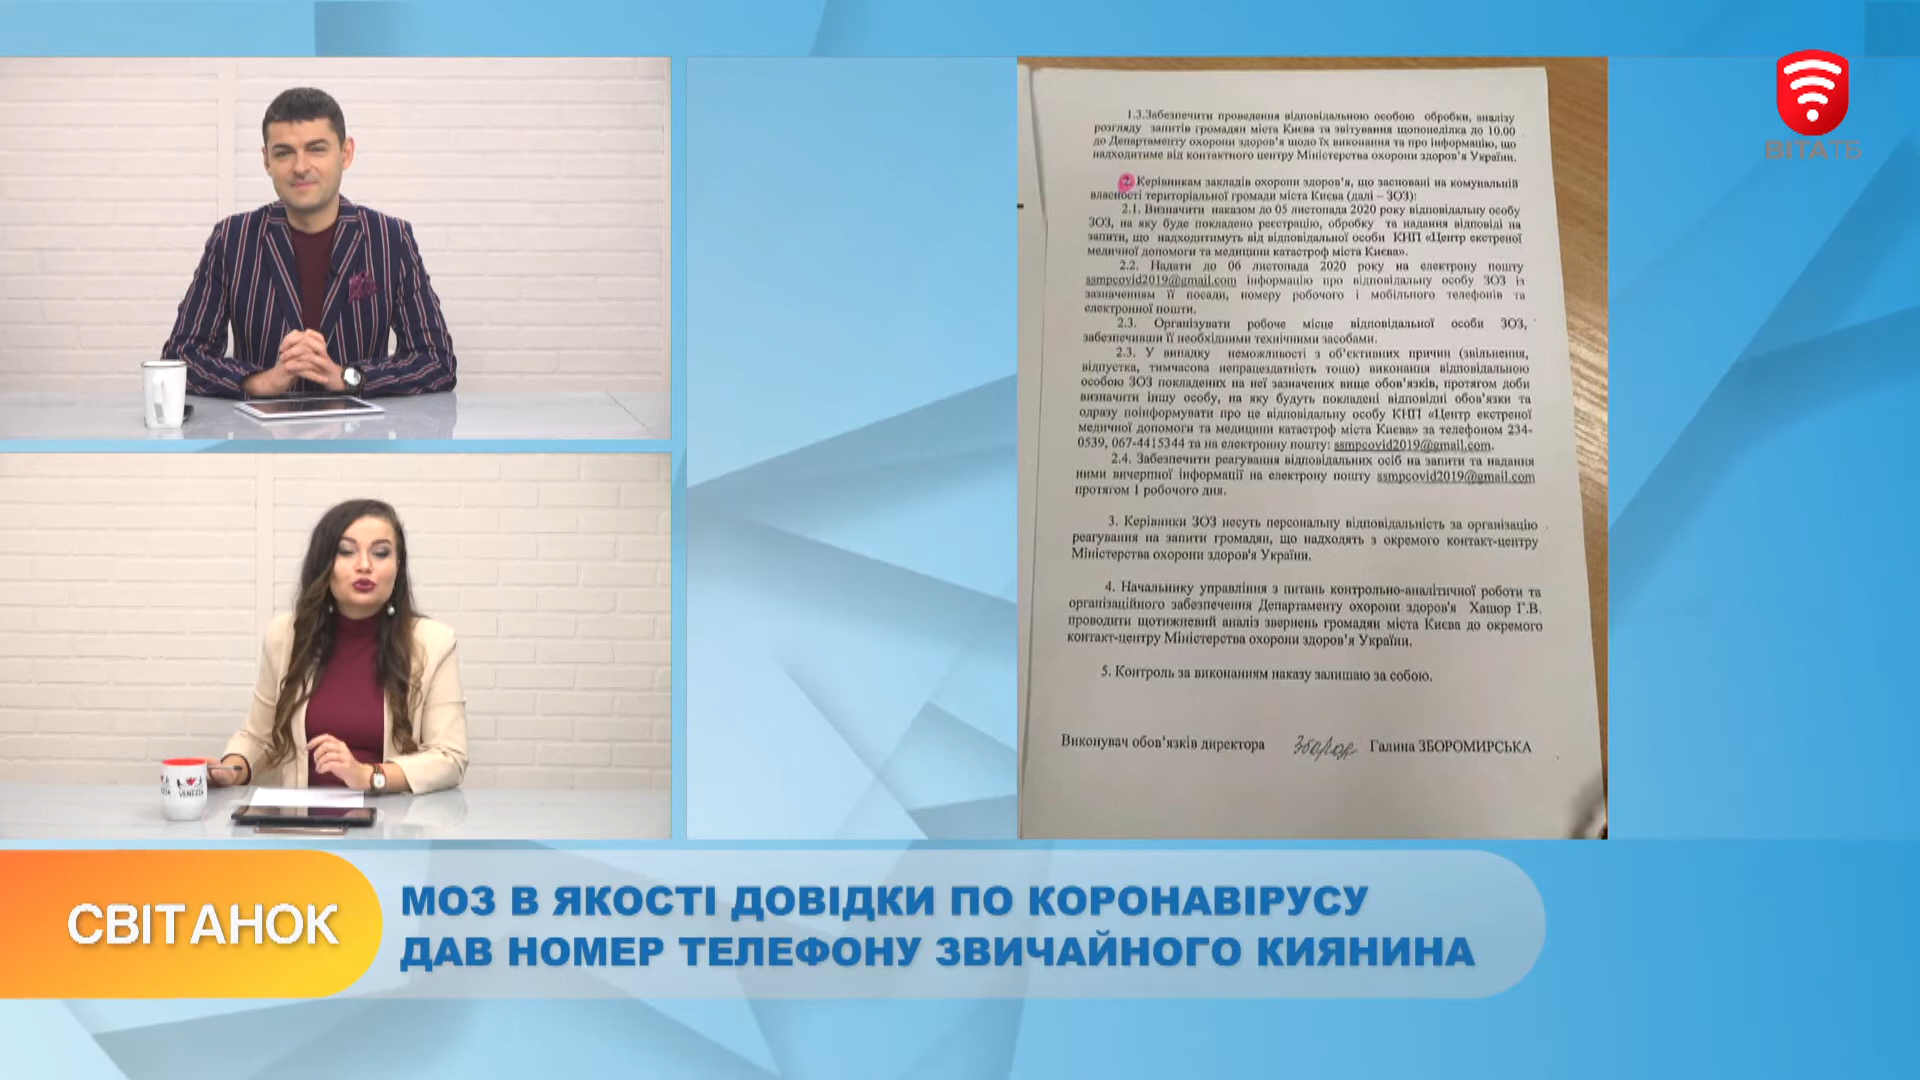 ВІТАТБ
1.3.Забезпечити проведення відповідальною особою обробки, аналізу
розгляду запитів громадян міста Києва та звітування щопонеділка до 10.00
до Департаменту охорони здоров'я щодо їх виконання та про інформацію, що
надходитиме від контактного центру Міністерства охорони здоров'я України.
2. Керівникам закладів охорони здоров'я, що засновані на комунальній
власності територіальної громади міста Києва (далі – ЗОЗ):
2.1. Визначити наказом до 05 листопада 2020 року відповідальну особу
ЗОЗ, на яку буде покладено реєстрацію, обробку та надання відповіді на
запити, що надходитимуть від відповідальної особи КНП «Центр екстреної
медичної допомоги та медицини катастроф міста Києва».
2.2. Надати до 06 листопада 2020 року на електрону пошту
ssmpcovid2019@gmail.com інформацію про відповідальну особу ЗОЗ із
зазначенням її посади, номеру робочого і мобільного телефонів та
електронної пошти.
2.3. Організувати робоче місце відповідальної особи ЗОЗ,
забезпечивши її необхідними технічними засобами.
2.3. У випадку неможливості з об'єктивних причин (звільнення,
відпустка, тимчасова непрацездатність тощо) виконання відповідальною
особою ЗОЗ покладених на неї зазначених вище обов'язків, протягом доби
визначити іншу особу, на яку будуть покладені відповідні обов'язки та
одразу поінформувати про це відповідальну особу КНП «Центр екстреної
медичної допомоги та медицини катастроф міста Києва» за телефоном 234-
0539, 067-4415344 та на електронну пошту: ssmpcovid2019@gmail.com.
2.4. Забезпечити реагування відповідальних осіб на запити та надання
ними вичерпної інформації на електрону пошту ssmpcovid2019@gmail.com
протягом 1 робочого дня.
3. Керівники ЗОЗ несуть персональну відповідальність за організацію
реагування на запити громадян, що надходять з окремого контакт-центру
Міністерства охорони здоров'я України.
4. Начальнику управління з питань контрольно-аналітичної роботи та
організаційного забезпечення Департаменту охорони здоров'я Хашор Г.В.
проводити щотижневий аналіз звернень громадян міста Києва до окремого
контакт-центру Міністерства охорони здоров'я України.
5. Контроль за виконанням наказу залишаю за собою.
Виконувач обов'язків директора Галина ЗБОРОМИРСЬКА
VENEZIA
СВІТАНОК
МОЗ В ЯКОСТІ ДОВІДКИ ПО КОРОНАВІРУСУ
ДАВ НОМЕР ТЕЛЕФОНУ ЗВИЧАЙНОГО КИЯНИНА